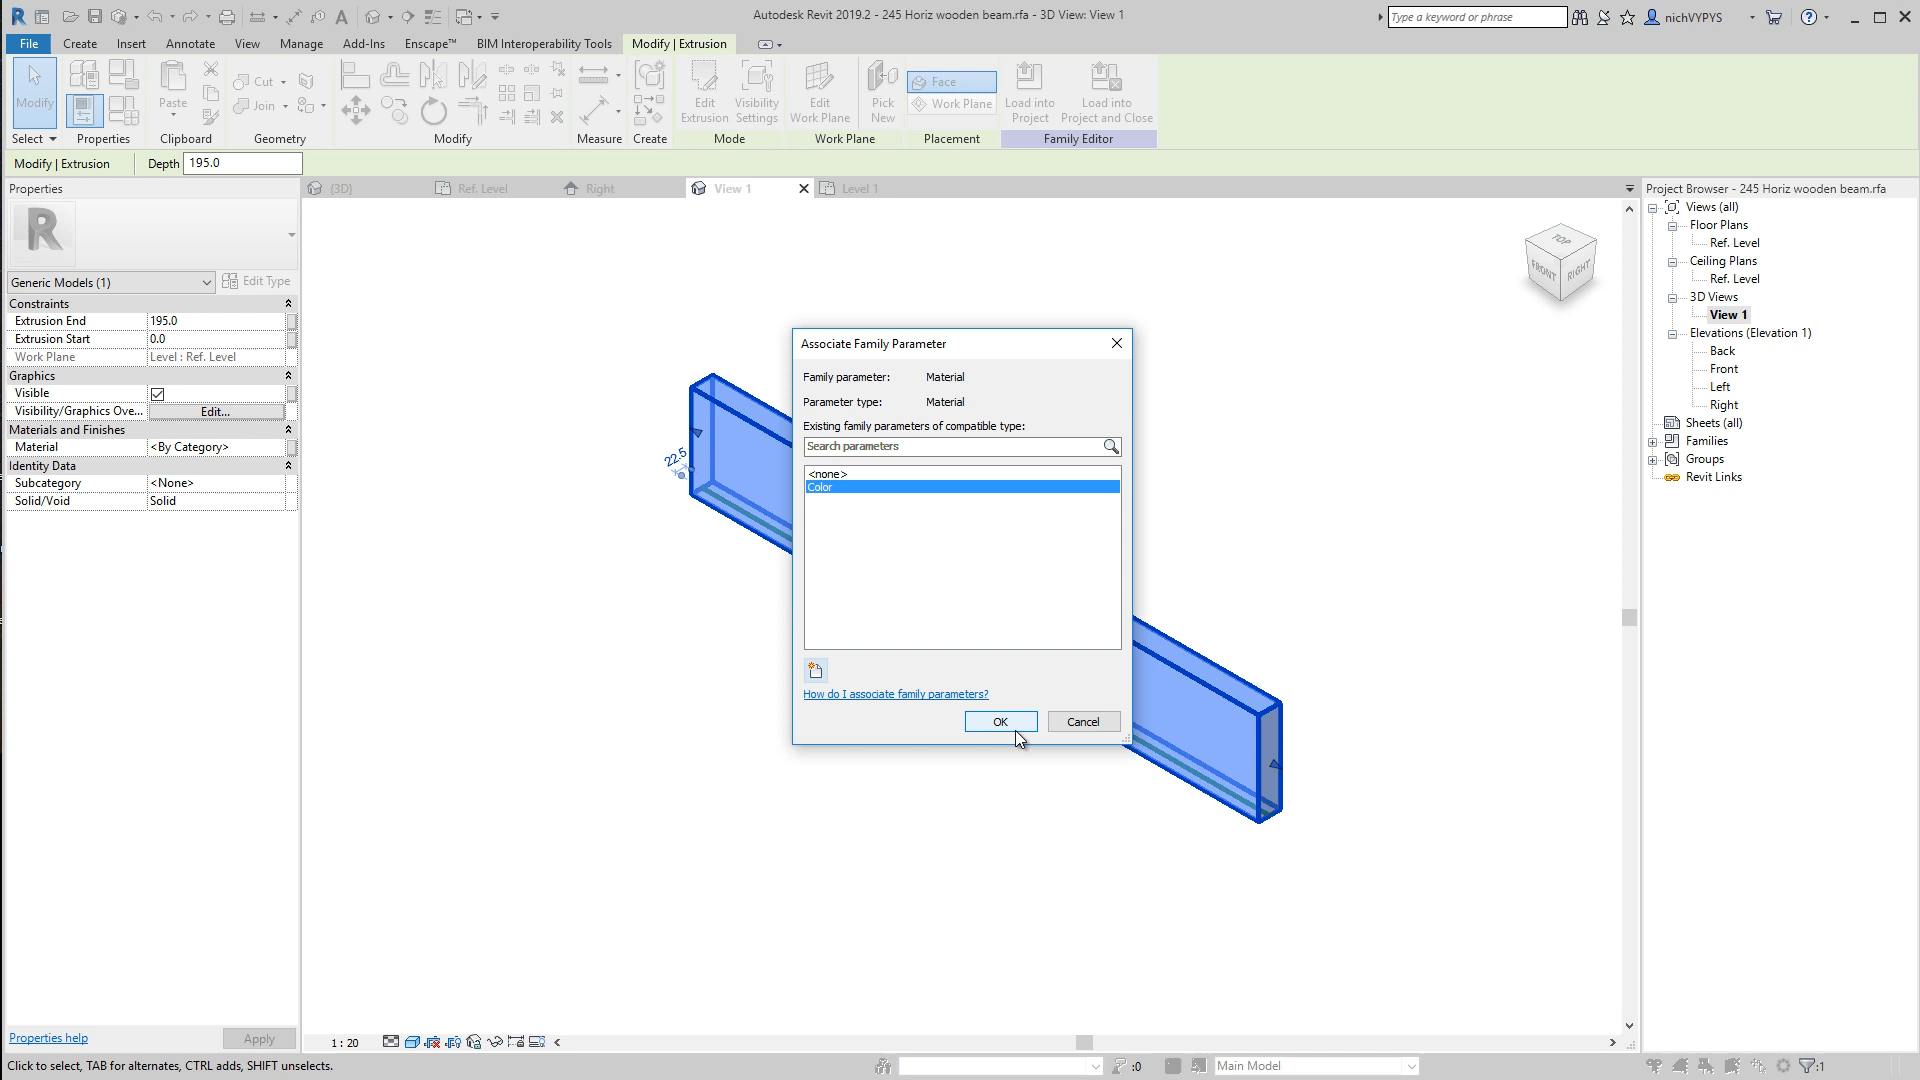 Autodesk Revit 2019.2 - 245 Horiz wooden beam.rfa - 3D View: View 1
Type a keyword or phrase
nichVYPYS
File Create Insert Annotate View Manage Add-Ins Enscape™ BIM Interoperability Tools Modify | Extrusion
Modify
Paste
Cut
Join
Edit Extrusion
Visibility Settings
Edit Work Plane
Pick New
Face
Work Plane
Load into Project
Load into Project and Close
Select Properties Clipboard Geometry Modify Measure Create Mode Work Plane Placement Family Editor
Modify | Extrusion Depth 195.0
Properties
{3D} Ref. Level Right View 1 Level 1
Project Browser - 245 Horiz wooden beam.rfa
Generic Models (1) Edit Type
Constraints
Extrusion End 195.0
Extrusion Start 0.0
Work Plane Level : Ref. Level
Graphics
Visible
Visibility/Graphics Ove... Edit...
Materials and Finishes
Material <By Category>
Identity Data
Subcategory <None>
Solid/Void Solid
Properties help Apply
TOP
FRONT RIGHT
22.5
Associate Family Parameter
Family parameter: Material
Parameter type: Material
Existing family parameters of compatible type:
Search parameters
<none>
Color
How do I associate family parameters?
OK Cancel
Views (all)
Floor Plans
Ref. Level
Ceiling Plans
Ref. Level
3D Views
View 1
Elevations (Elevation 1)
Back
Front
Left
Right
Sheets (all)
Families
Groups
Revit Links
1 : 20
Click to select, TAB for alternates, CTRL adds, SHIFT unselects.
:0
Main Model
:1